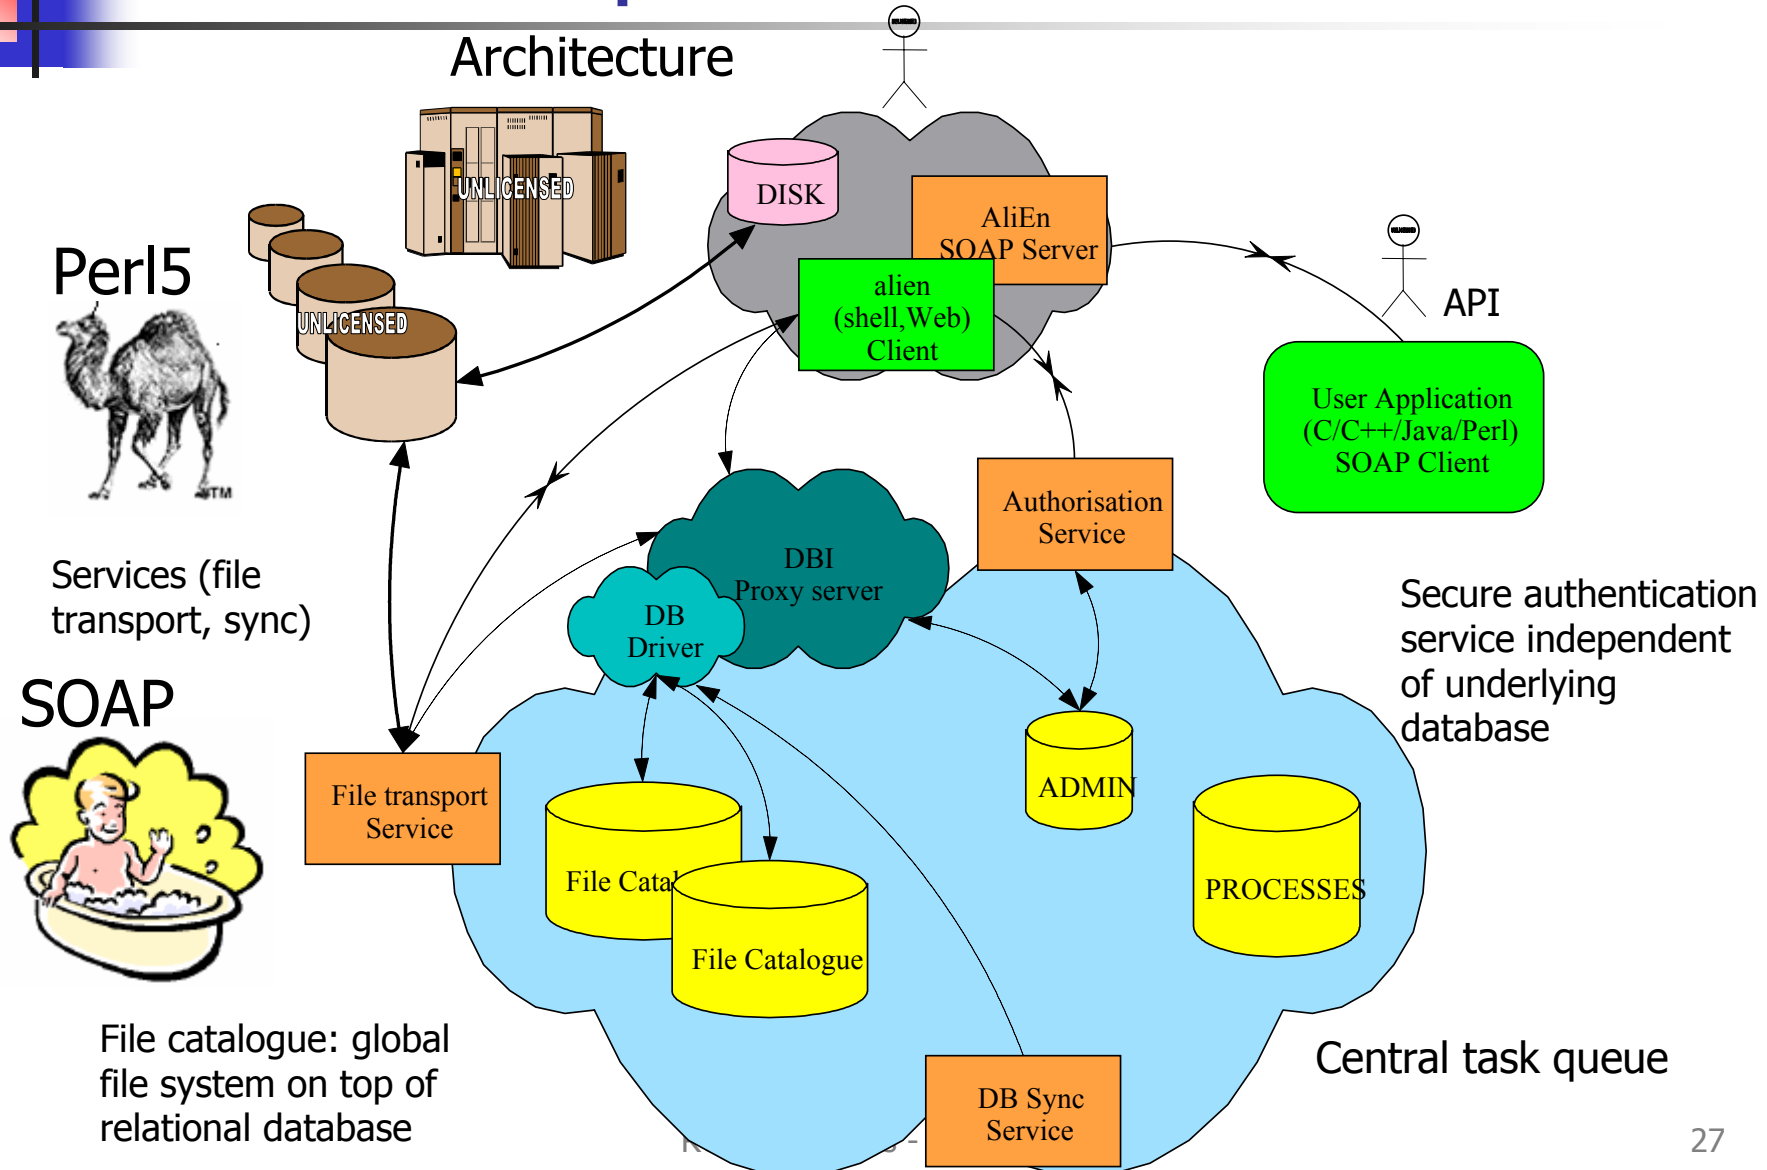 Architecture
UNLICENSED
DISK
AliEn
SOAP Server
alien
(shell,Web)
Client
API
Perl5
UNLICENSED
TM
User Application
(C/C++/Java/Perl)
SOAP Client
Authorisation
Service
DBI
Proxy server
DB
Driver
Services (file
transport, sync)
Secure authentication
service independent
of underlying
database
SOAP
File transport
Service
ADMIN
PROCESSES
File Catal
File Catalogue
File catalogue: global
file system on top of
relational database
Central task queue
DB Sync
Service
27